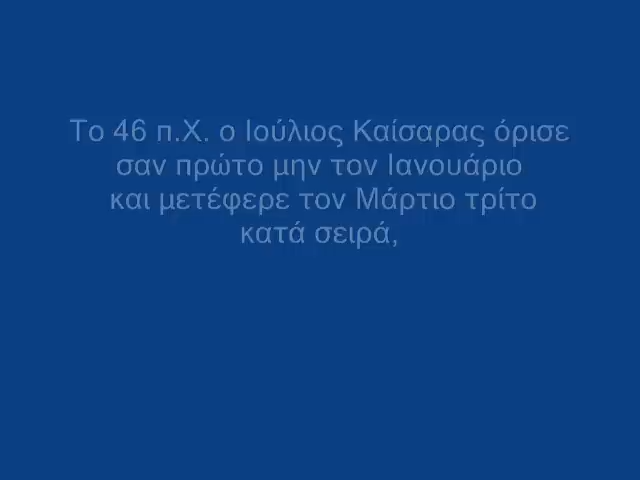 Το 46 π.Χ. ο Ιούλιος Καίσαρας όρισε
σαν πρώτο μην τον Ιανουάριο
και μετέφερε τον Μάρτιο τρίτο
κατά σειρά,